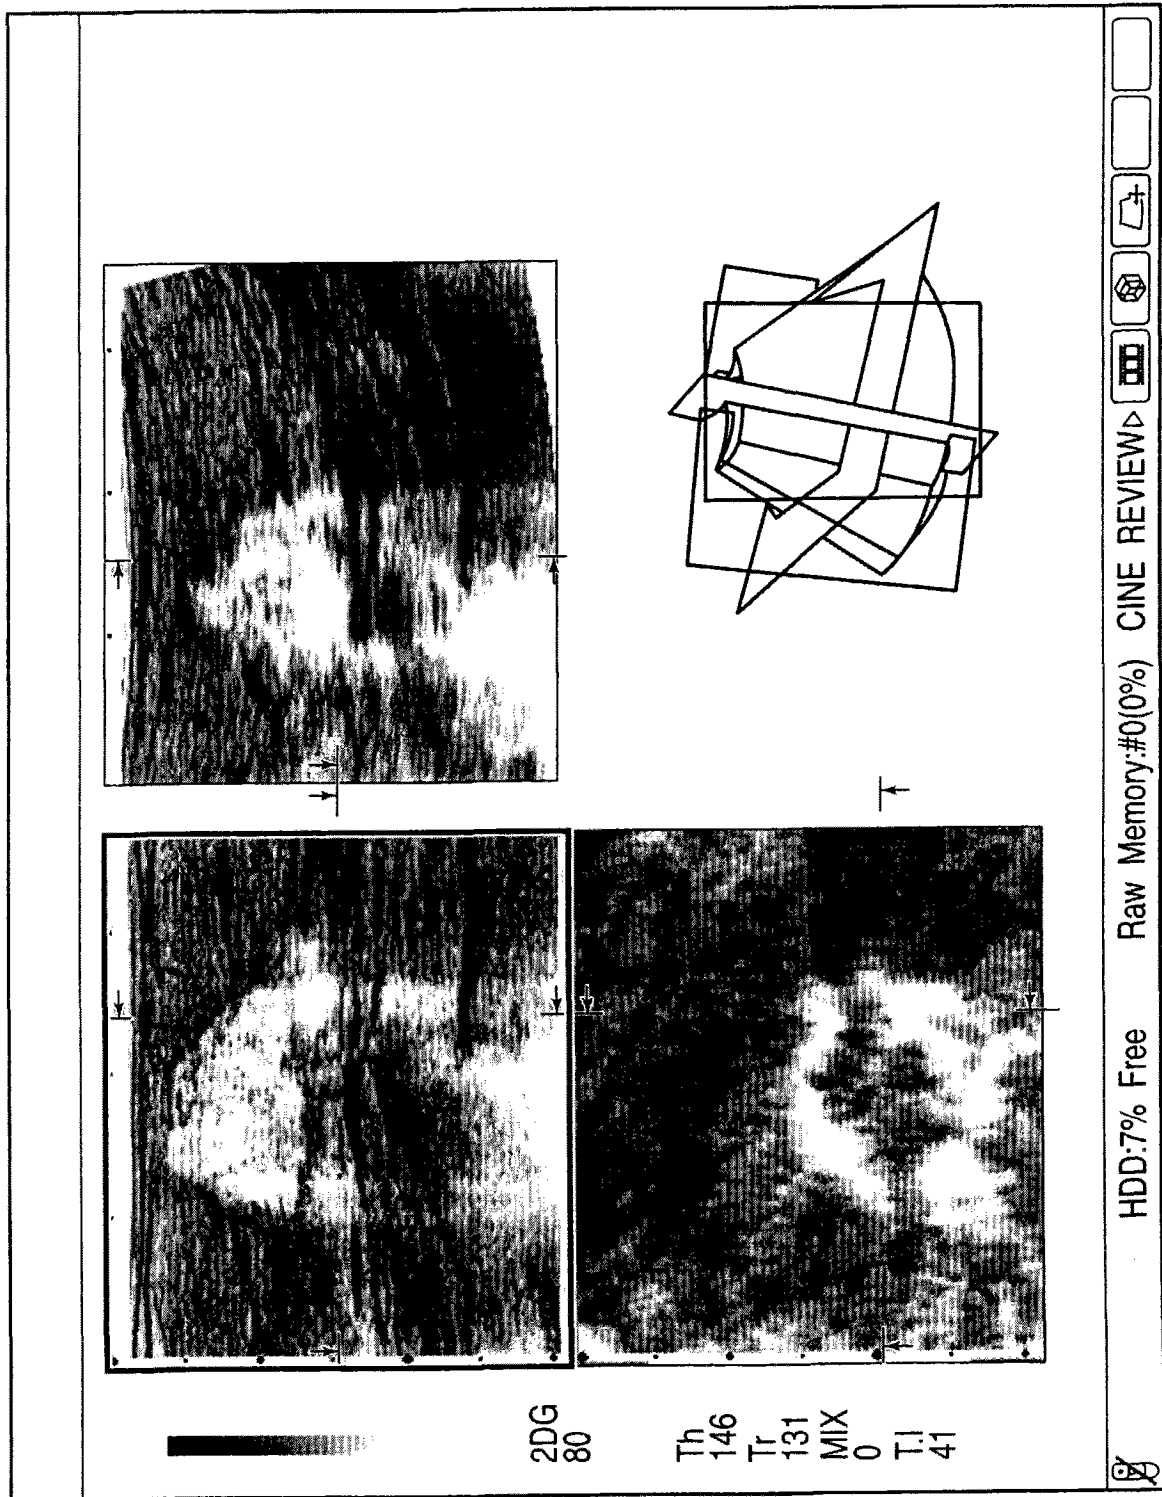 2DG
80
Th
146
Tr
131
MIX
0
T.I
41
HDD:7% Free Raw Memory:#0(0%) CINE REVIEW▷